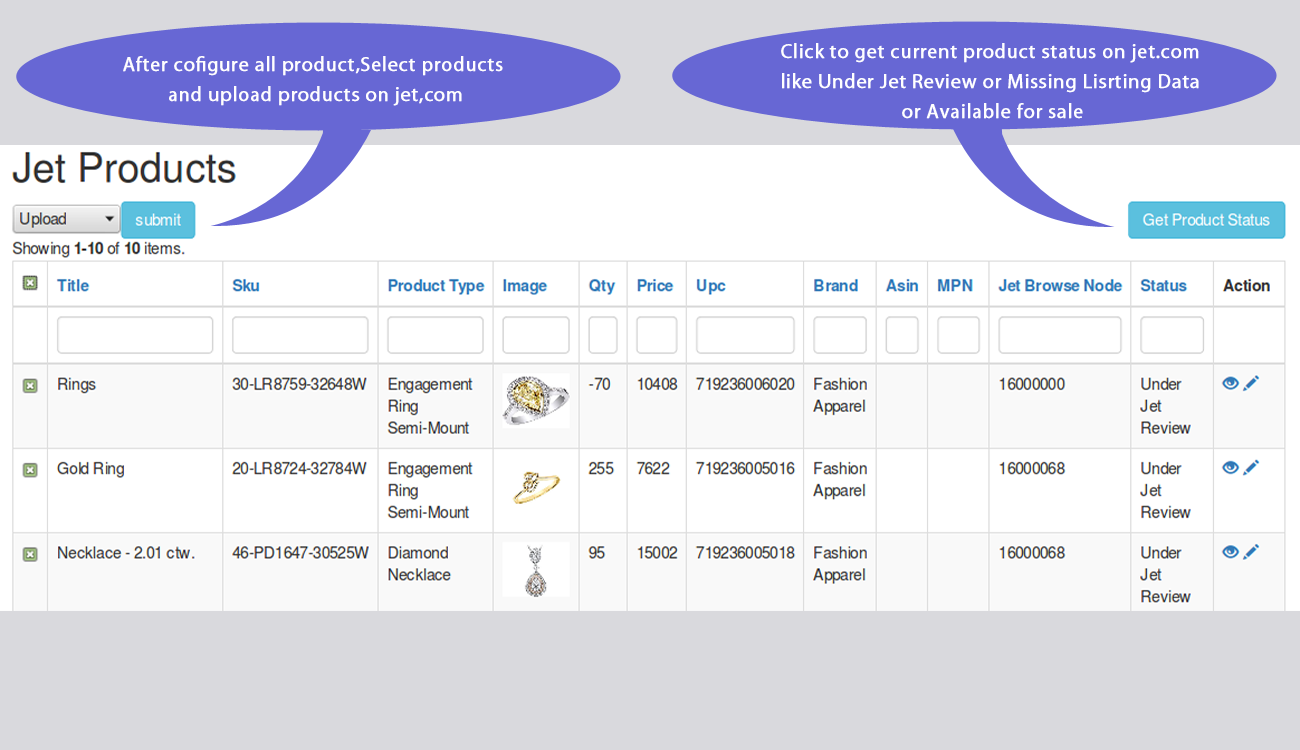 After cofigure all product,Select products
and upload products on jet,com
Click to get current product status on jet.com
like Under Jet Review or Missing Lisrting Data
or Available for sale
Jet Products
Upload submit Get Product Status
Showing 1-10 of 10 items.
Title Sku Product Type Image Qty Price Upc Brand Asin MPN Jet Browse Node Status Action
Rings 30-LR8759-32648W Engagement -70 10408 719236006020 Fashion 16000000 Under
Ring Apparel Jet
Semi-Mount Review
Gold Ring 20-LR8724-32784W Engagement 255 7622 719236005016 Fashion 16000068 Under
Ring Apparel Jet
Semi-Mount Review
Necklace - 2.01 ctw. 46-PD1647-30525W Diamond 95 15002 719236005018 Fashion 16000068 Under
Necklace Apparel Jet
Review